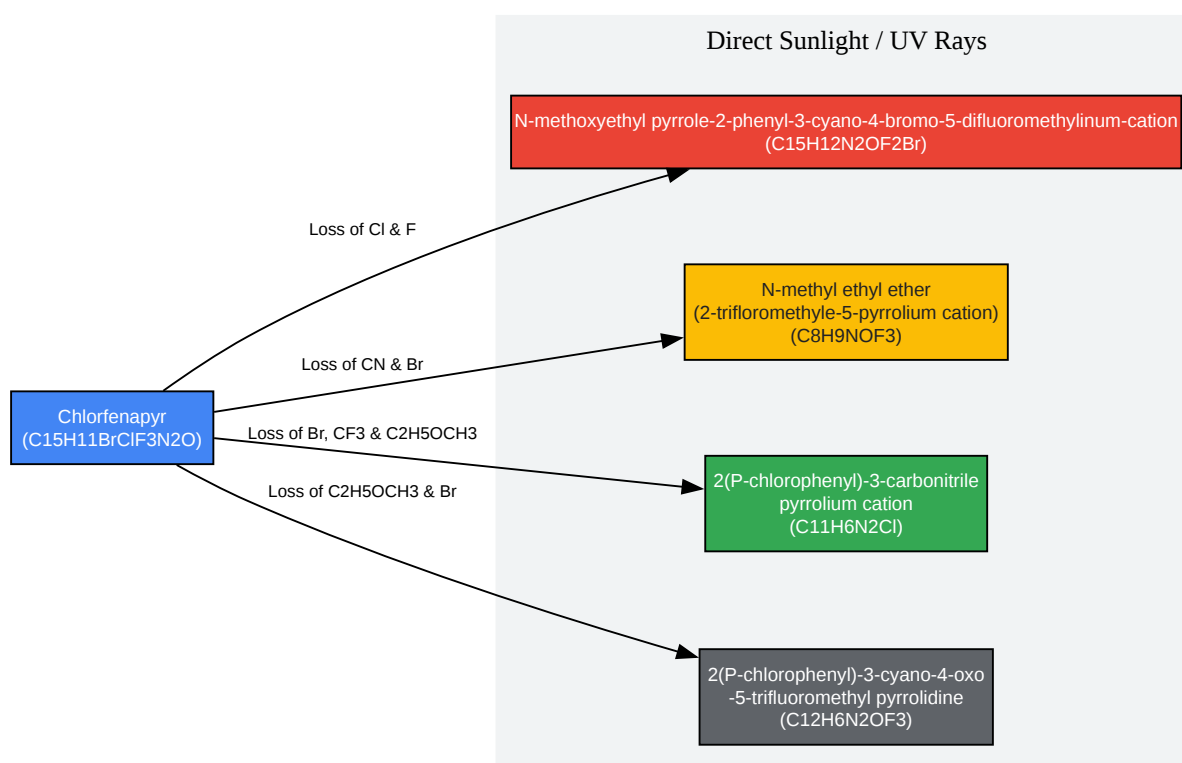 Direct Sunlight / UV Rays
N-methoxyethyl pyrrole-2-phenyl-3-cyano-4-bromo-5-difluoromethylinum-cation
(C15H12N2OF2Br)
Loss of Cl & F
N-methyl ethyl ether
(2-trifloromethyle-5-pyrrolium cation)
(C8H9NOF3)
Loss of CN & Br
Chlorfenapyr
(C15H11BrClF3N2O)
Loss of Br, CF3 & C2H5OCH3
2(P-chlorophenyl)-3-carbonitrile
pyrrolium cation
(C11H6N2Cl)
Loss of C2H5OCH3 & Br
2(P-chlorophenyl)-3-cyano-4-oxo
-5-trifluoromethyl pyrrolidine
(C12H6N2OF3)